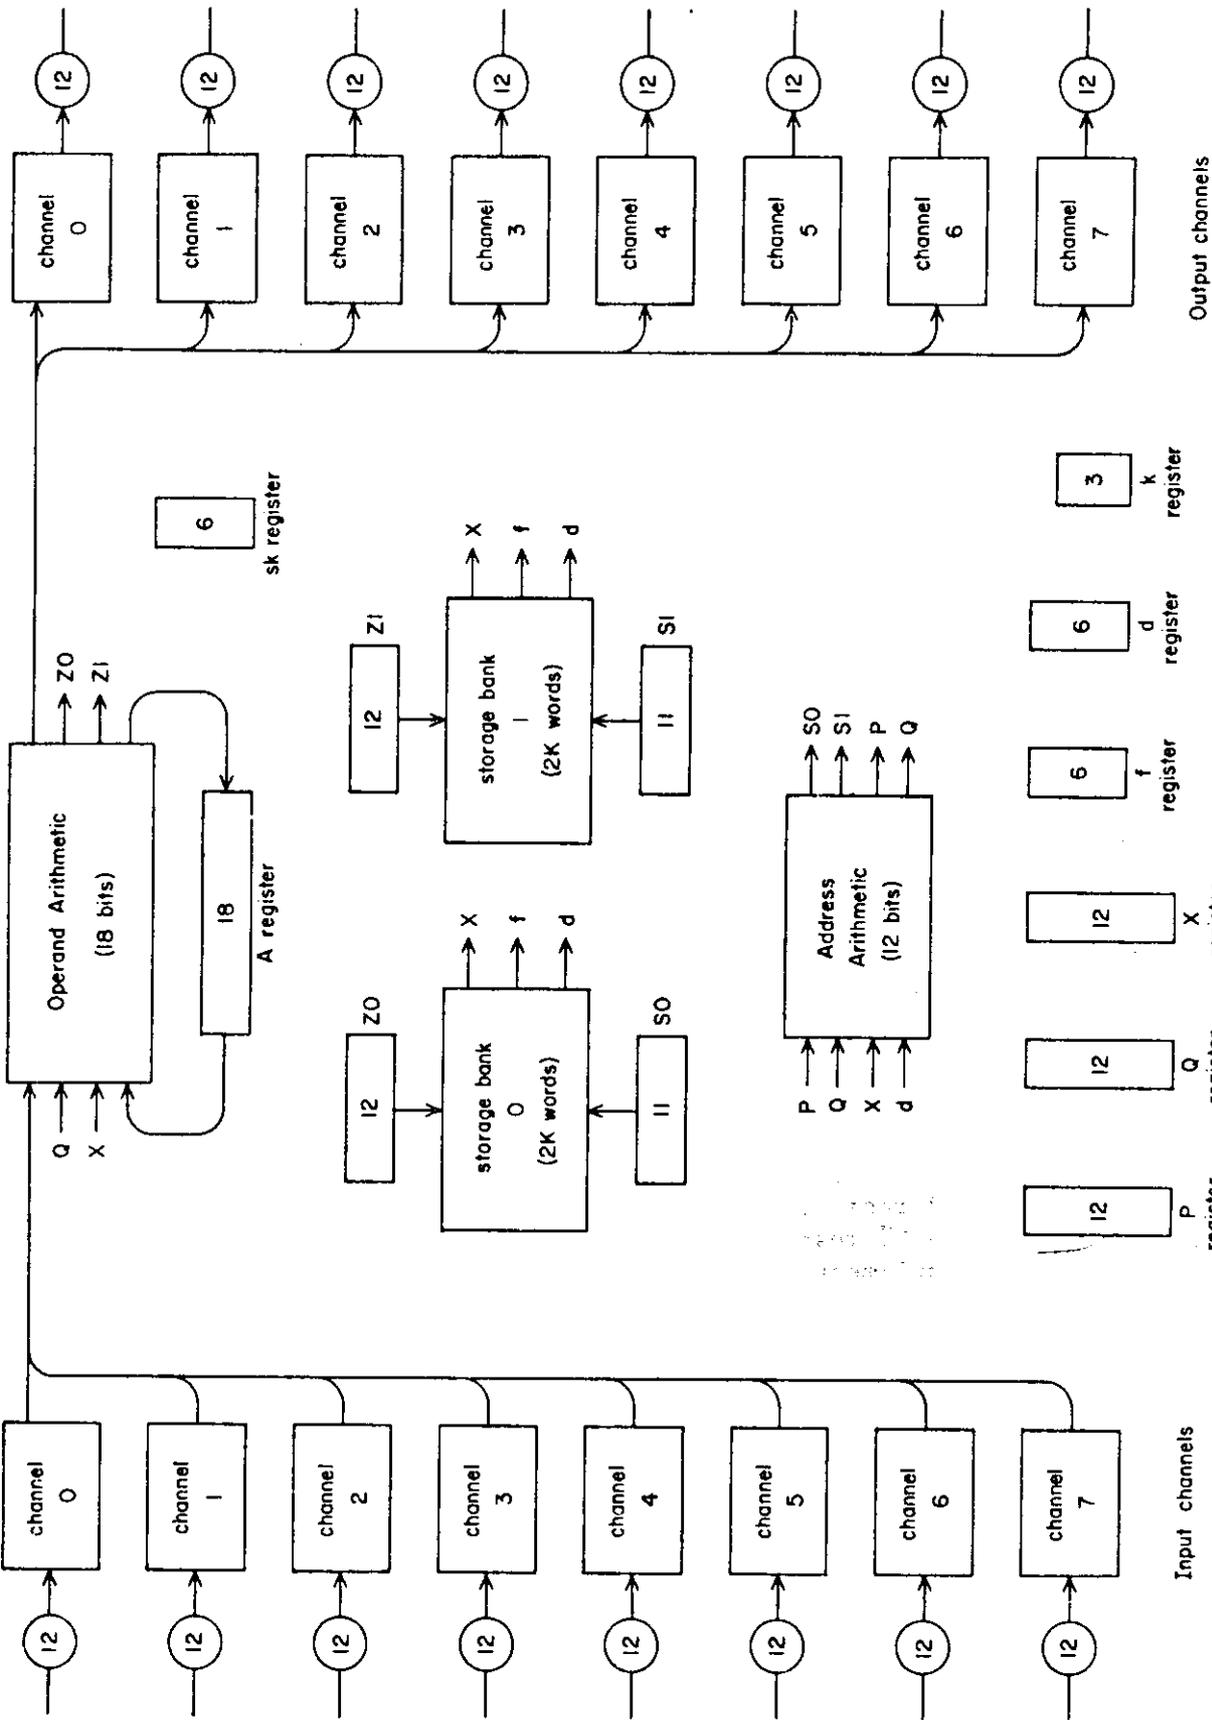 12
channel
0
12
channel
1
12
channel
2
12
channel
3
12
channel
4
12
channel
5
12
channel
6
12
channel
7
Input channels
Q
X
Operand Arithmetic
(18 bits)
Z0
Z1
18
A register
6
sk register
12
Z0
storage bank
0
(2K words)
X
f
d
11
S0
12
Z1
storage bank
1
(2K words)
X
f
d
11
S1
P
Q
X
d
Address
Arithmetic
(12 bits)
S0
S1
P
Q
12
P
12
Q
12
X
6
f
register
6
d
register
3
k
register
channel
0
12
channel
1
12
channel
2
12
channel
3
12
channel
4
12
channel
5
12
channel
6
12
channel
7
12
Output channels